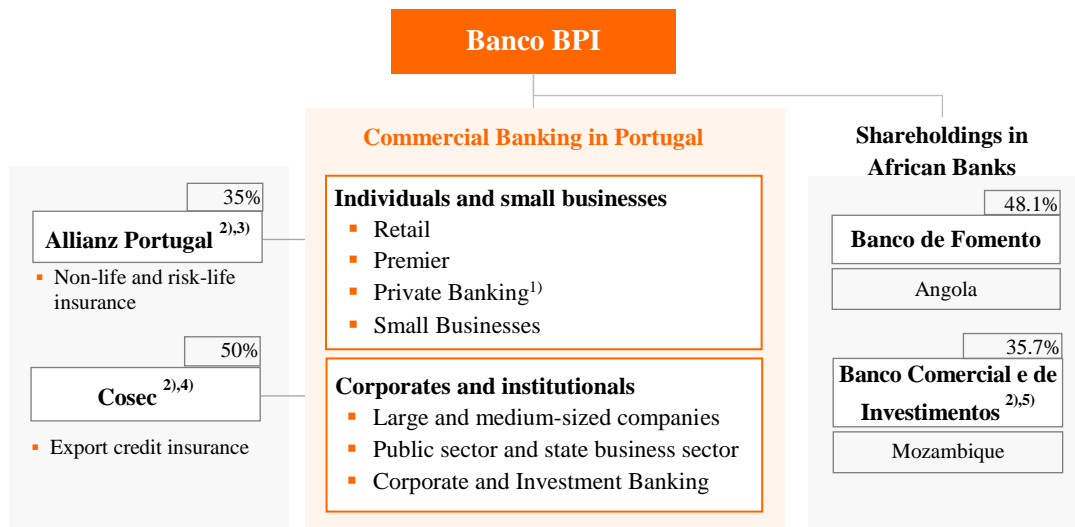 Banco BPI
Commercial Banking in Portugal
Shareholdings in
African Banks
35%
Allianz Portugal 2),3)
▪ Non-life and risk-life
insurance
50%
Cosec 2),4)
▪ Export credit insurance
Individuals and small businesses
▪ Retail
▪ Premier
▪ Private Banking1)
▪ Small Businesses
Corporates and institutionals
▪ Large and medium-sized companies
▪ Public sector and state business sector
▪ Corporate and Investment Banking
48.1%
Banco de Fomento
Angola
35.7%
Banco Comercial e de
Investimentos 2),5)
Mozambique